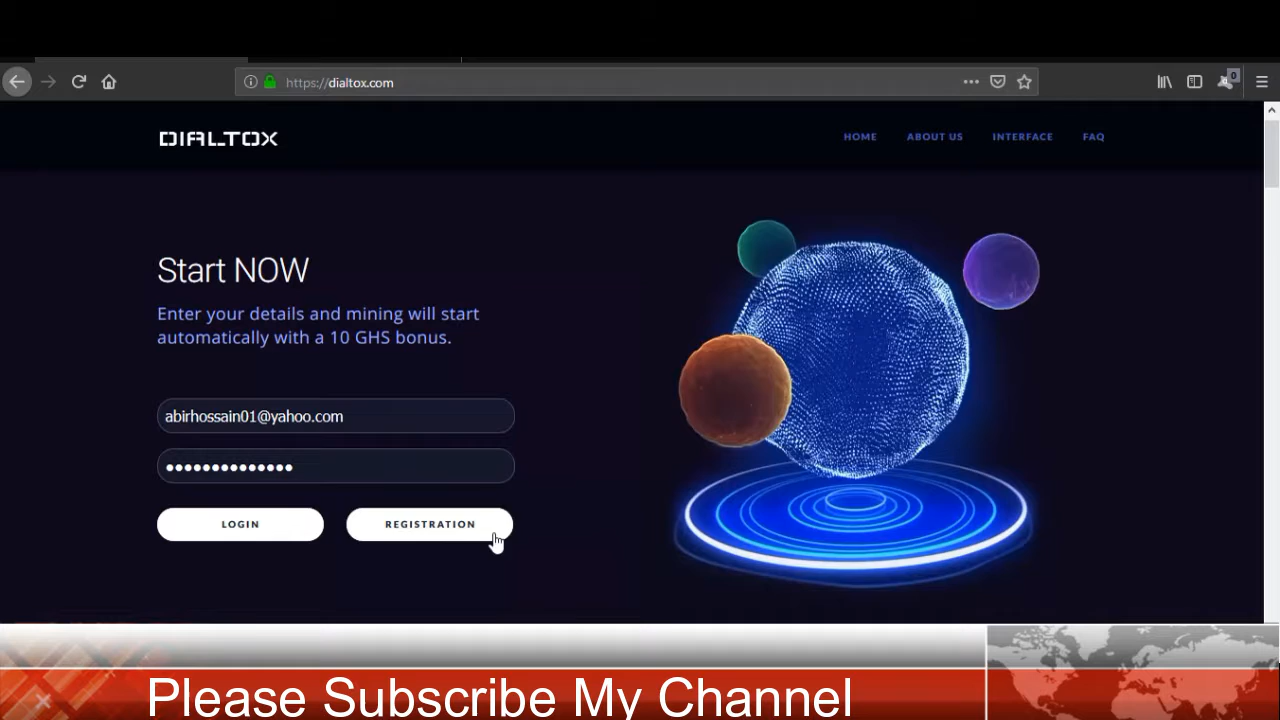 0
https://dialtox.com
DIALTOX
HOME ABOUT US INTERFACE FAQ
Start NOW
Enter your details and mining will start
automatically with a 10 GHS bonus.
abirhossain01@yahoo.com
●●●●●●●●●●●●●●
LOGIN REGISTRATION
Please Subscribe My Channel